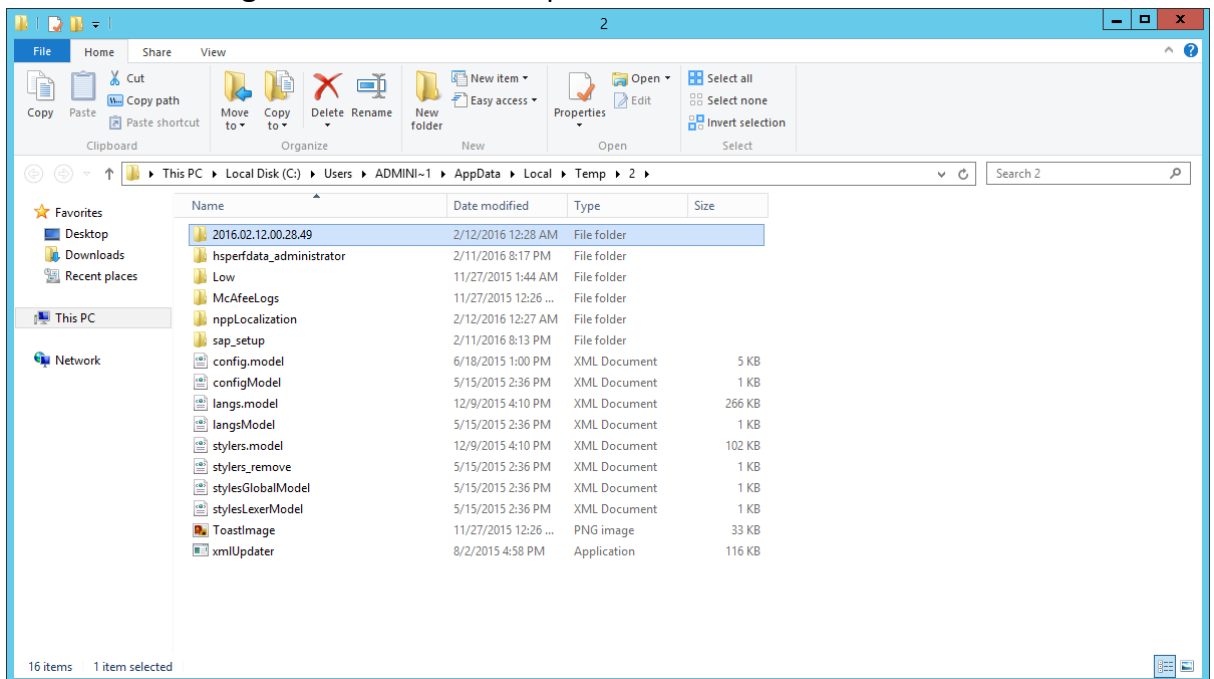 2
File Home Share View
Copy
Paste
Cut
Copy path
Paste shortcut
Clipboard
Move to
Copy to
Delete
Rename
Organize
New folder
New item
Easy access
New
Properties
Open
Edit
Open
Select all
Select none
Invert selection
Select
This PC Local Disk (C:) Users ADMINI~1 AppData Local Temp 2
Search 2
Favorites
Desktop
Downloads
Recent places
This PC
Network
Name Date modified Type Size
2016.02.12.00.28.49 2/12/2016 12:28 AM File folder
hsperfdata_administrator 2/11/2016 8:17 PM File folder
Low 11/27/2015 1:44 AM File folder
McAfeeLogs 11/27/2015 12:26 ... File folder
nppLocalization 2/12/2016 12:27 AM File folder
sap_setup 2/11/2016 8:13 PM File folder
config.model 6/18/2015 1:00 PM XML Document 5 KB
configModel 5/15/2015 2:36 PM XML Document 1 KB
langs.model 12/9/2015 4:10 PM XML Document 266 KB
langsModel 5/15/2015 2:36 PM XML Document 1 KB
stylers.model 12/9/2015 4:10 PM XML Document 102 KB
stylers_remove 5/15/2015 2:36 PM XML Document 1 KB
stylesGlobalModel 5/15/2015 2:36 PM XML Document 1 KB
stylesLexerModel 5/15/2015 2:36 PM XML Document 1 KB
ToastImage 11/27/2015 12:26 ... PNG image 33 KB
xmlUpdater 8/2/2015 4:58 PM Application 116 KB
16 items 1 item selected